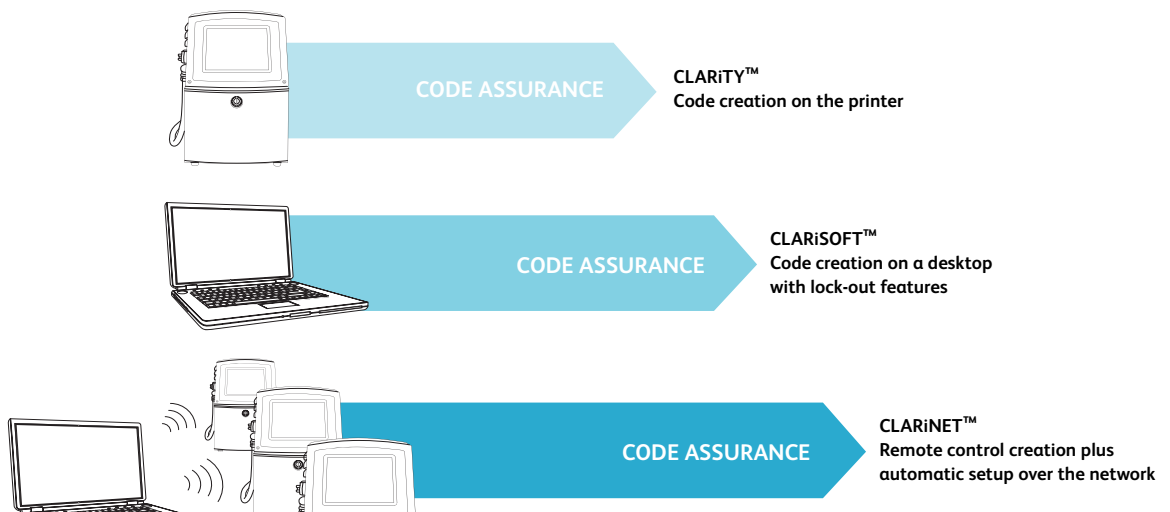 CODE ASSURANCE
CLARiTY™
Code creation on the printer
CODE ASSURANCE
CLARiSOFT™
Code creation on a desktop
with lock-out features
CODE ASSURANCE
CLARiNET™
Remote control creation plus
automatic setup over the network